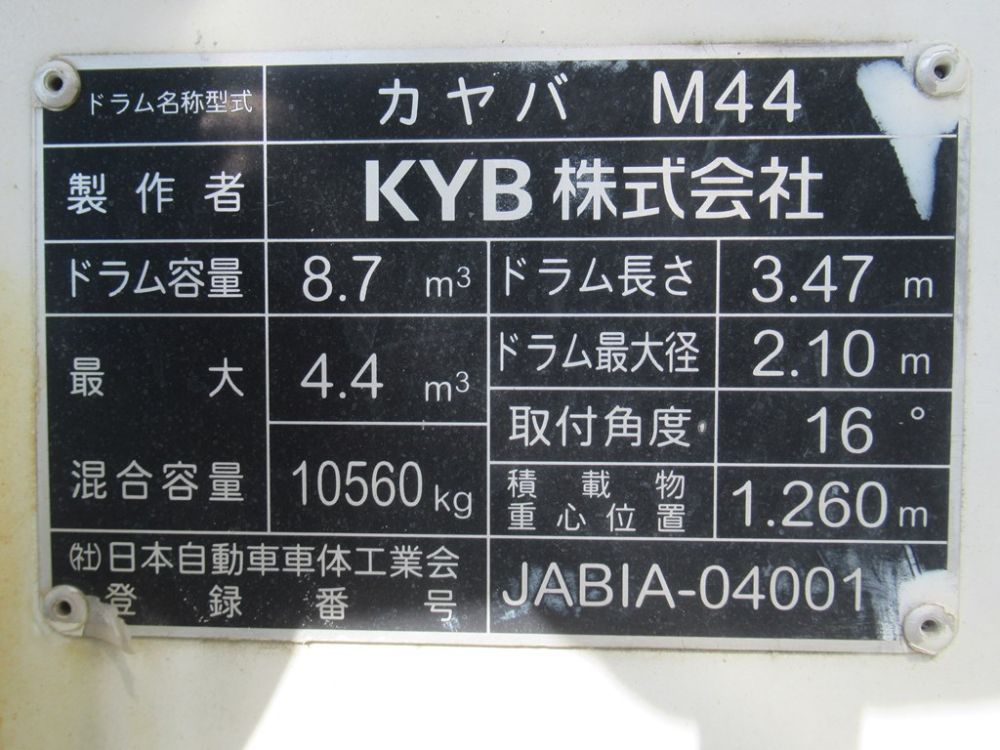 ドラム名称型式 カヤバ M44
製作者 KYB 株式会社
ドラム容量 8.7 m³ ドラム長さ 3.47 m
最大 4.4 m³ ドラム最大径 2.10 m
取付角度 16 °
混合容量 10560 kg 積載物 1.260 m
重心位置
㈳日本自動車車体工業会 JABIA-04001
登録番号